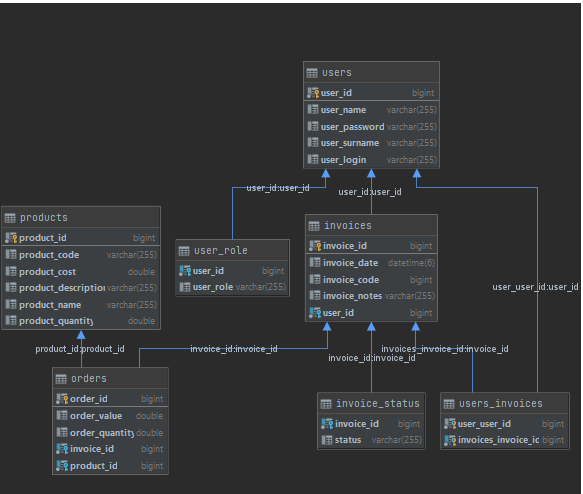 users
user_id bigint
user_name varchar(255)
user_password varchar(255)
user_surname varchar(255)
user_login varchar(255)
user_id:user_id
user_id:user_id
products
product_id bigint
product_code varchar(255)
product_cost double
product_description varchar(255)
product_name varchar(255)
product_quantity double
user_role
user_id bigint
user_role varchar(255)
invoices
invoice_id bigint
invoice_date datetime(6)
invoice_code bigint
invoice_notes varchar(255)
user_id bigint
user_user_id:user_id
product_id:product_id
invoice_id:invoice_id
invoice_id:invoice_id
invoices_invoice_id:invoice_id
orders
order_id bigint
order_value double
order_quantity double
invoice_id bigint
product_id bigint
invoice_status
invoice_id bigint
status varchar(255)
users_invoices
user_user_id bigint
invoices_invoice_id bigint